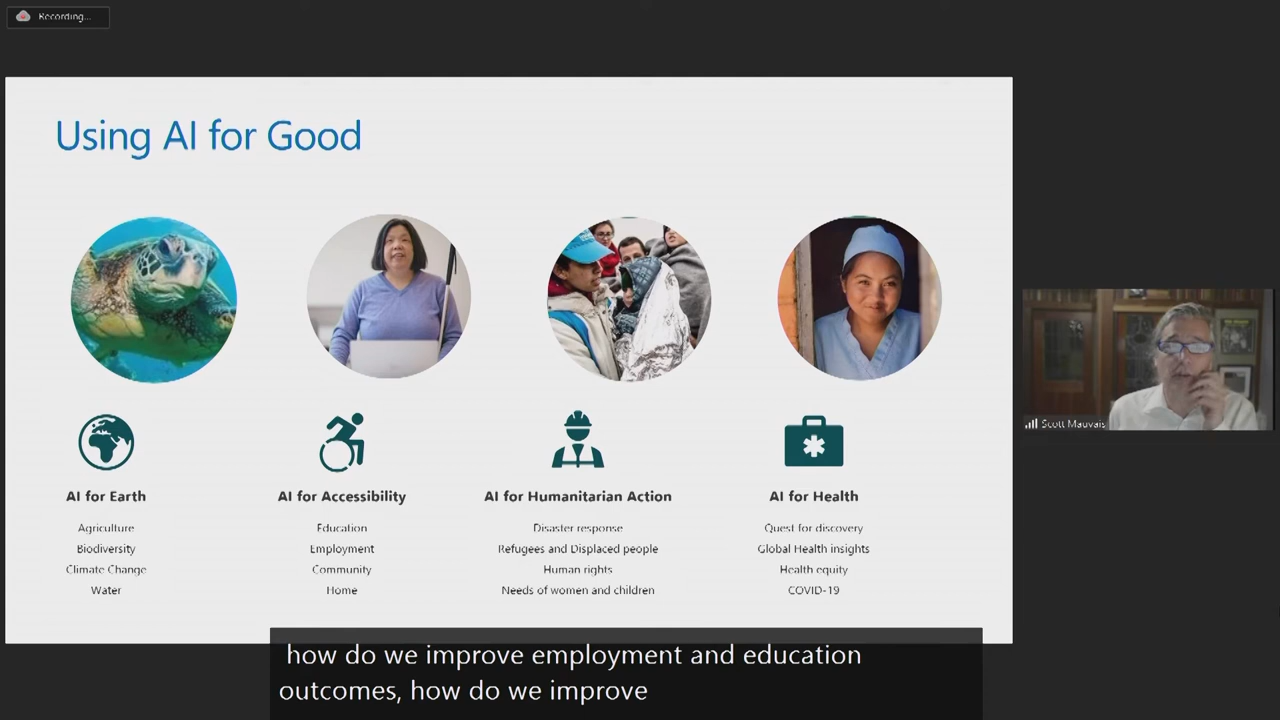 Recording...
Using AI for Good
AI for Earth
Agriculture
Biodiversity
Climate Change
Water
AI for Accessibility
Education
Employment
Community
Home
AI for Humanitarian Action
Disaster response
Refugees and Displaced people
Human rights
Needs of women and children
AI for Health
Quest for discovery
Global Health insights
Health equity
COVID-19
Scott Mauvais
how do we improve employment and education
outcomes, how do we improve